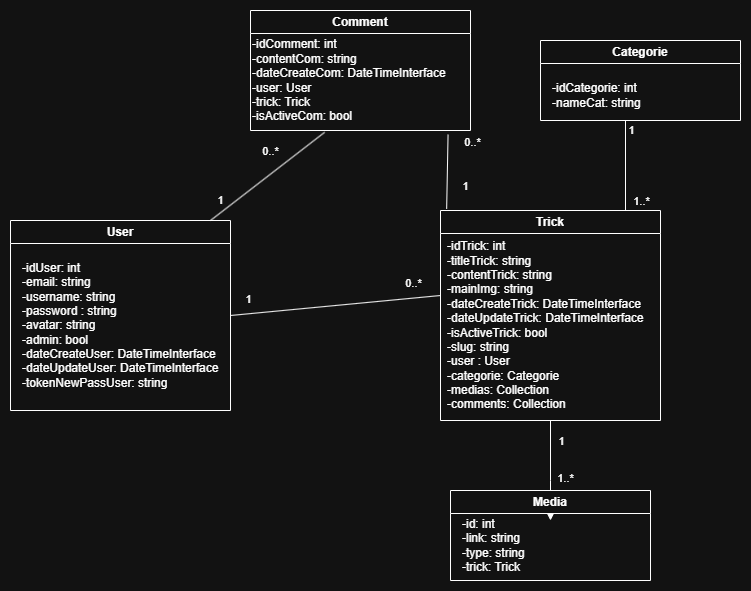 Comment
-idComment: int
-contentCom: string
-dateCreateCom: DateTimeInterface
-user: User
-trick: Trick
-isActiveCom: bool
Categorie
-idCategorie: int
-nameCat: string
0..*
1
0..*
1
1
1..*
User
-idUser: int
-email: string
-username: string
-password : string
-avatar: string
-admin: bool
-dateCreateUser: DateTimeInterface
-dateUpdateUser: DateTimeInterface
-tokenNewPassUser: string
1
0..*
Trick
-idTrick: int
-titleTrick: string
-contentTrick: string
-mainImg: string
-dateCreateTrick: DateTimeInterface
-dateUpdateTrick: DateTimeInterface
-isActiveTrick: bool
-slug: string
-user : User
-categorie: Categorie
-medias: Collection
-comments: Collection
1
1..*
Media
-id: int
-link: string
-type: string
-trick: Trick